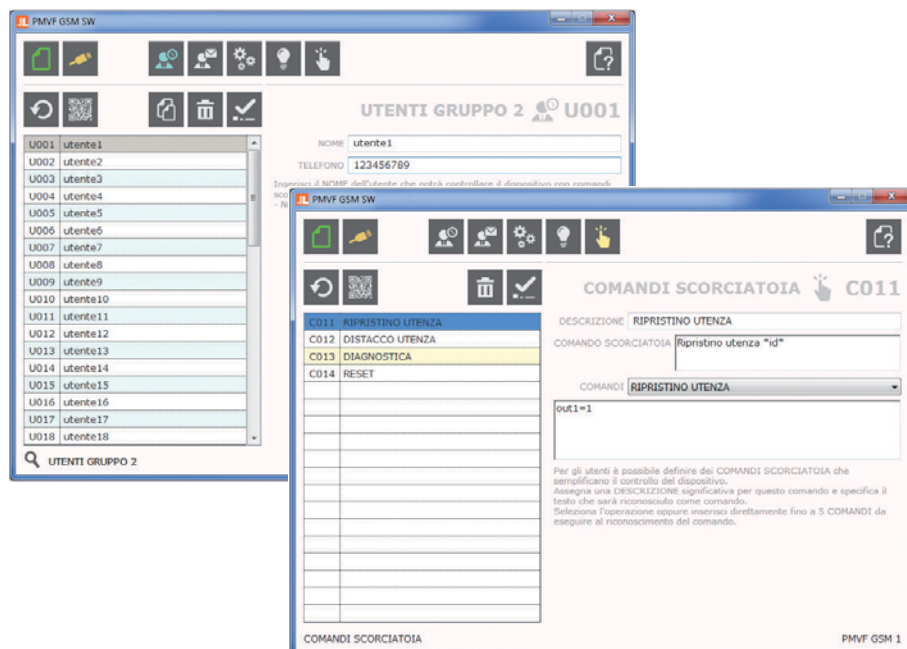 PMVF GSM SW
UTENTI GRUPPO 2 U001
NOME utente1
TELEFONO 123456789
Inserisci il NOME dell'utente che potrà controllare il dispositivo con comandi
U001 utente1
U002 utente2
U003 utente3
U004 utente4
U005 utente5
U006 utente6
U007 utente7
U008 utente8
U009 utente9
U010 utente10
U011 utente11
U012 utente12
U013 utente13
U014 utente14
U015 utente15
U016 utente16
U017 utente17
U018 utente18
UTENTI GRUPPO 2
PMVF GSM SW
COMANDI SCORCIATOIA C011
C011 RIPRISTINO UTENZA
C012 DISTACCO UTENZA
C013 DIAGNOSTICA
C014 RESET
DESCRIZIONE RIPRISTINO UTENZA
COMANDO SCORCIATOIA Ripristino utenza "id"
COMANDI RIPRISTINO UTENZA
out1=1
Per gli utenti è possibile definire dei COMANDI SCORCIATOIA che
semplificano il controllo del dispositivo.
Assegna una DESCRIZIONE significativa per questo comando e specifica il
testo che sarà riconosciuto come comando.
Seleziona l'operazione oppure inserisci direttamente fino a 5 COMANDI da
eseguire al riconoscimento del comando.
COMANDI SCORCIATOIA
PMVF GSM 1